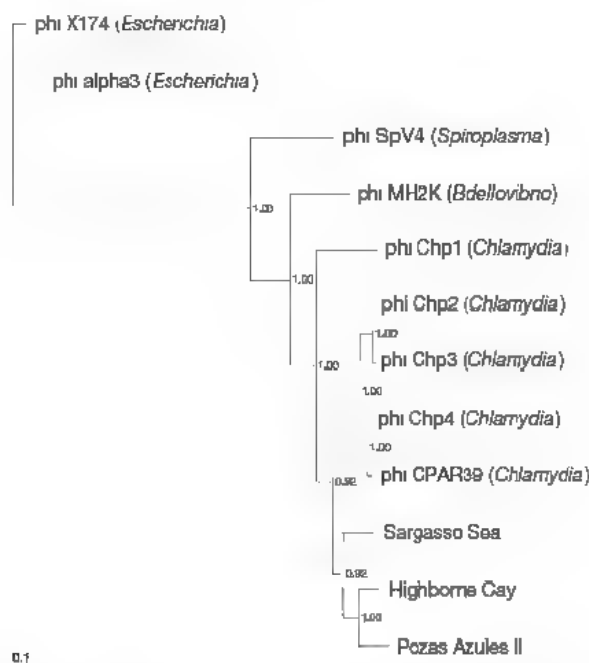 phi X174 (Escherichia)
phi alpha3 (Escherichia)
phi SpV4 (Spiroplasma)
phi MH2K (Bdellovibrio)
1.00
phi Chp1 (Chlamydia)
1.00
phi Chp2 (Chlamydia)
1.00
phi Chp3 (Chlamydia)
1.00
1.00
phi Chp4 (Chlamydia)
1.00
phi CPAR39 (Chlamydia)
0.92
Sargasso Sea
0.92
Highborne Cay
1.00
Pozas Azules II
0.1